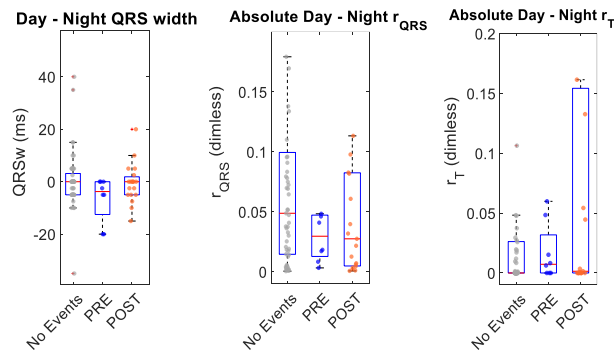 Day - Night QRS width
QRSw (ms)
40
20
0
-20
No Events
PRE
POST
Absolute Day - Night r_QRS
r_QRS (dimless)
0.15
0.1
0.05
0
No Events
PRE
POST
Absolute Day - Night r_T
r_T (dimless)
0.2
0.15
0.1
0.05
0
No Events
PRE
POST